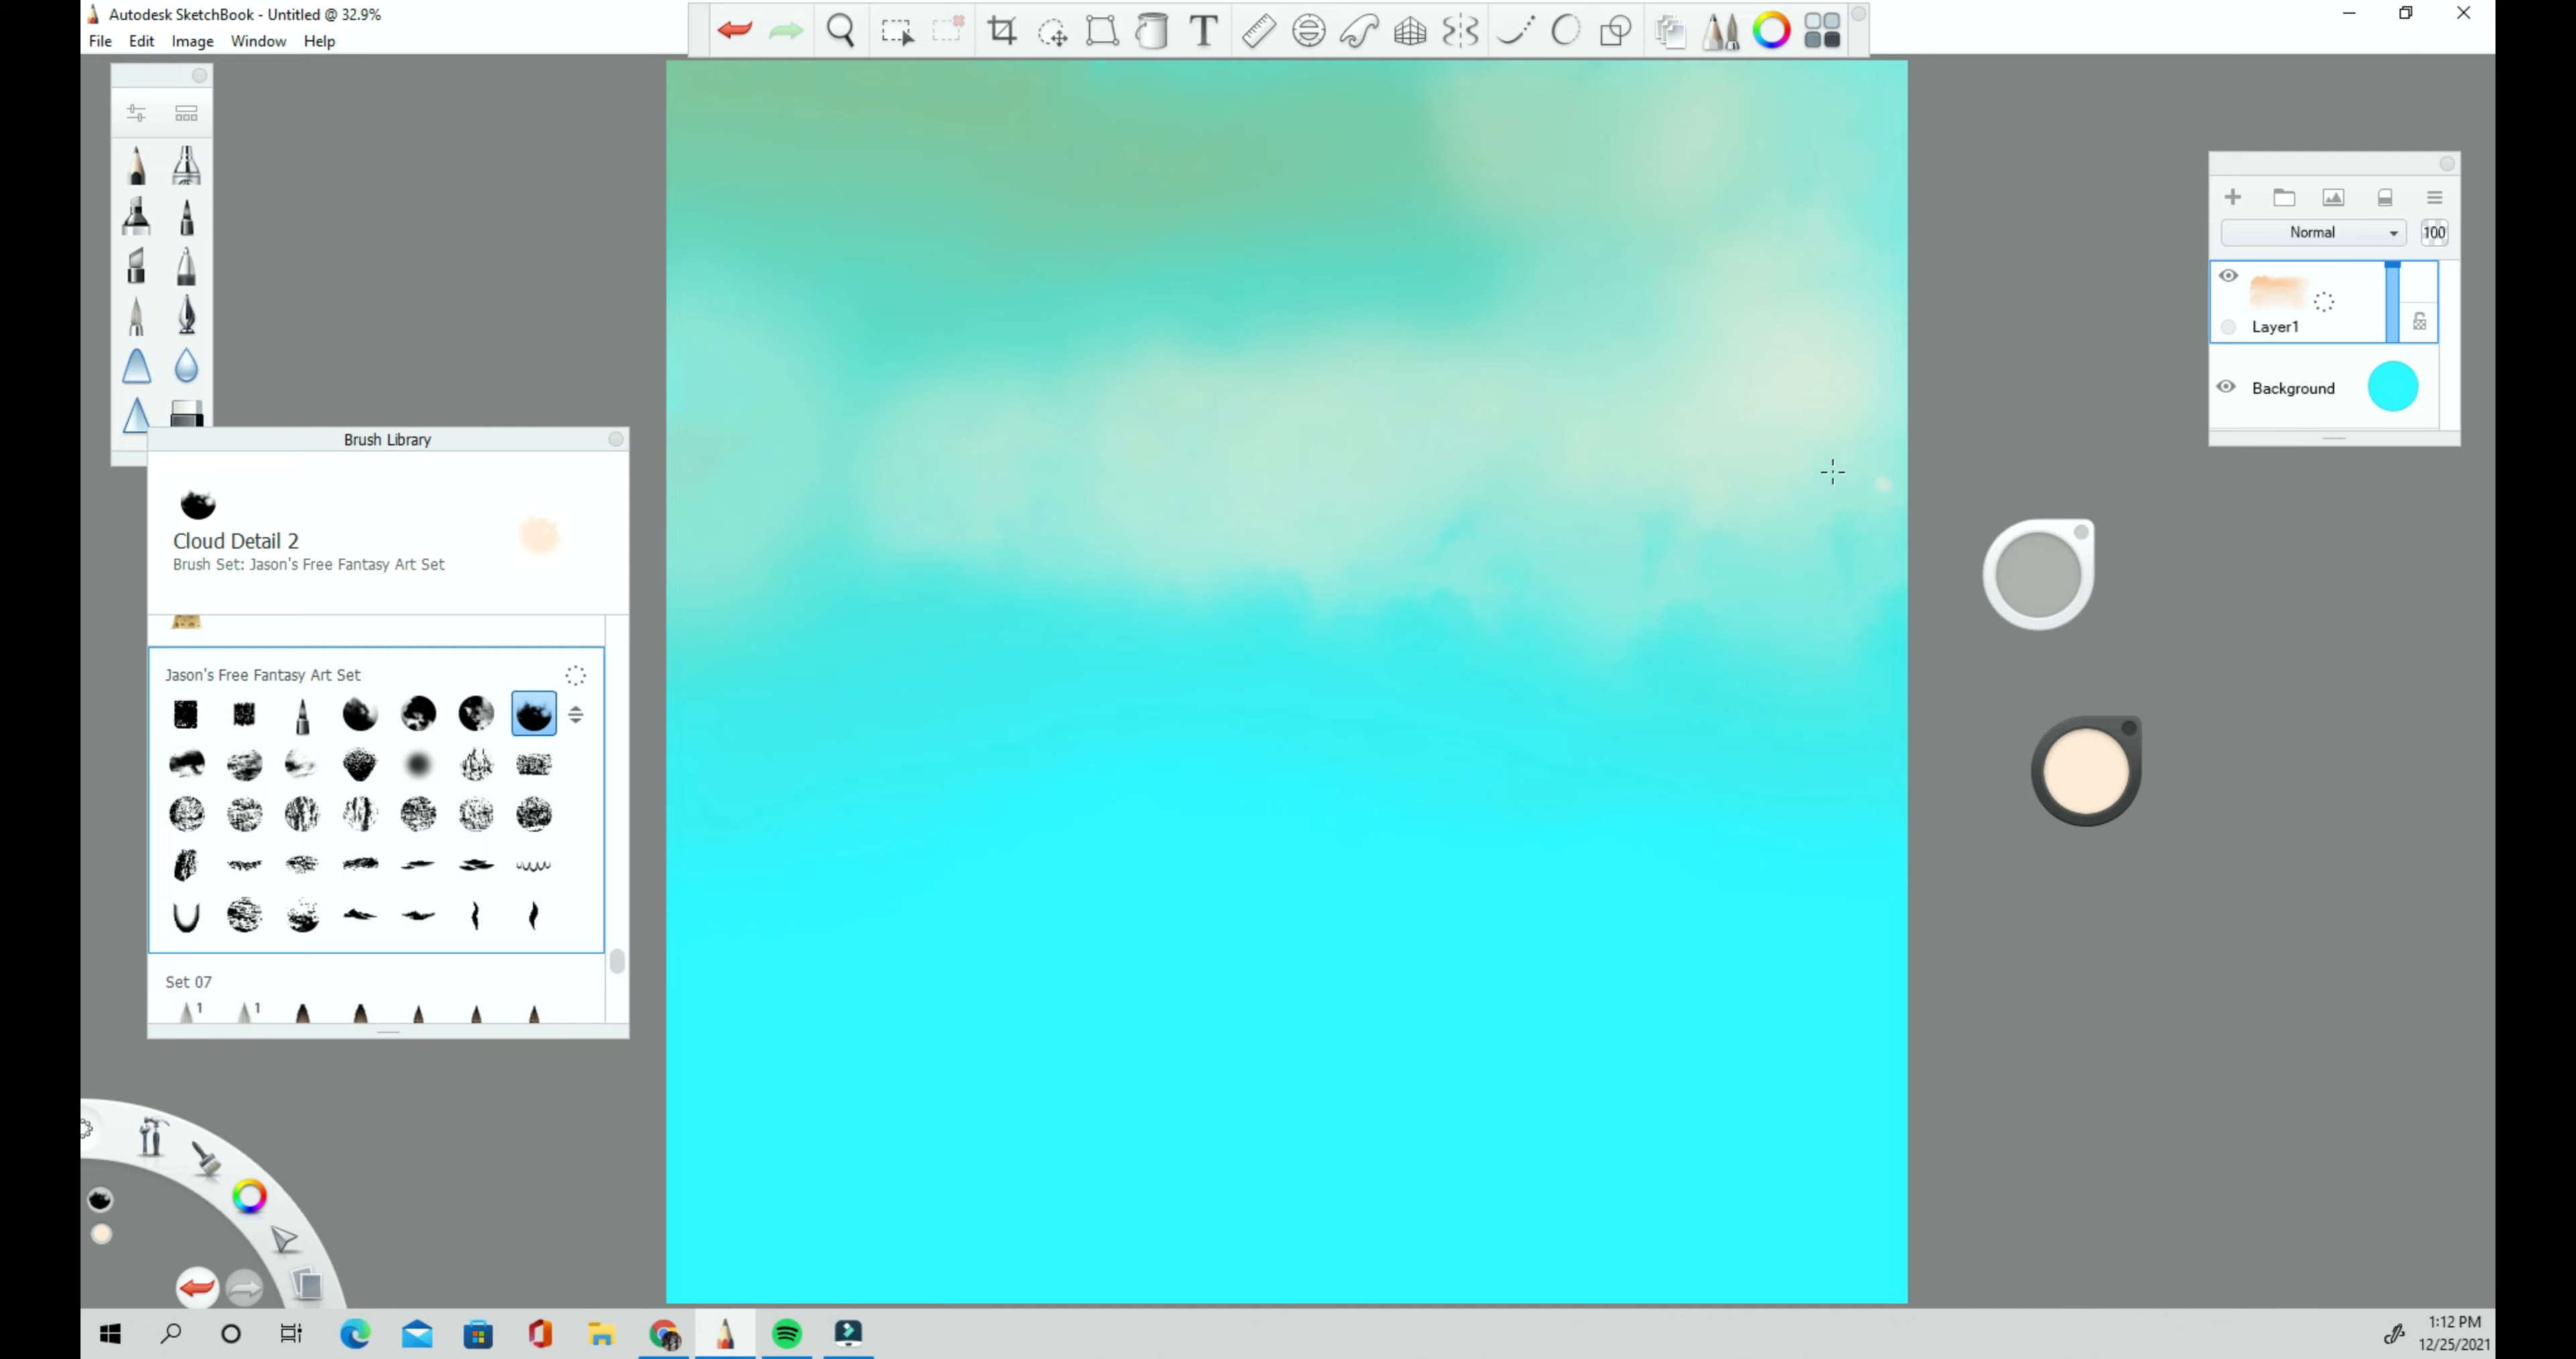 Autodesk SketchBook - Untitled @ 32.9%
File Edit Image Window Help
T
Normal 100
Layer1
Background
Brush Library
Cloud Detail 2
Brush Set: Jason's Free Fantasy Art Set
Jason's Free Fantasy Art Set
Set 07
1 1
1:12 PM
12/25/2021